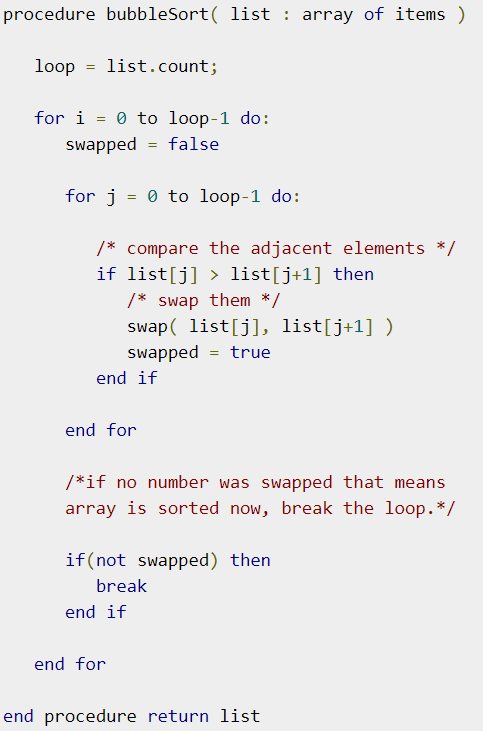 procedure bubbleSort( list : array of items )
loop = list.count;
for i = 0 to loop-1 do:
swapped = false
for j = 0 to loop-1 do:
/* compare the adjacent elements */
if list[j] > list[j+1] then
/* swap them */
swap( list[j], list[j+1] )
swapped = true
end if
end for
/*if no number was swapped that means
array is sorted now, break the loop.*/
if(not swapped) then
break
end if
end for
end procedure return list